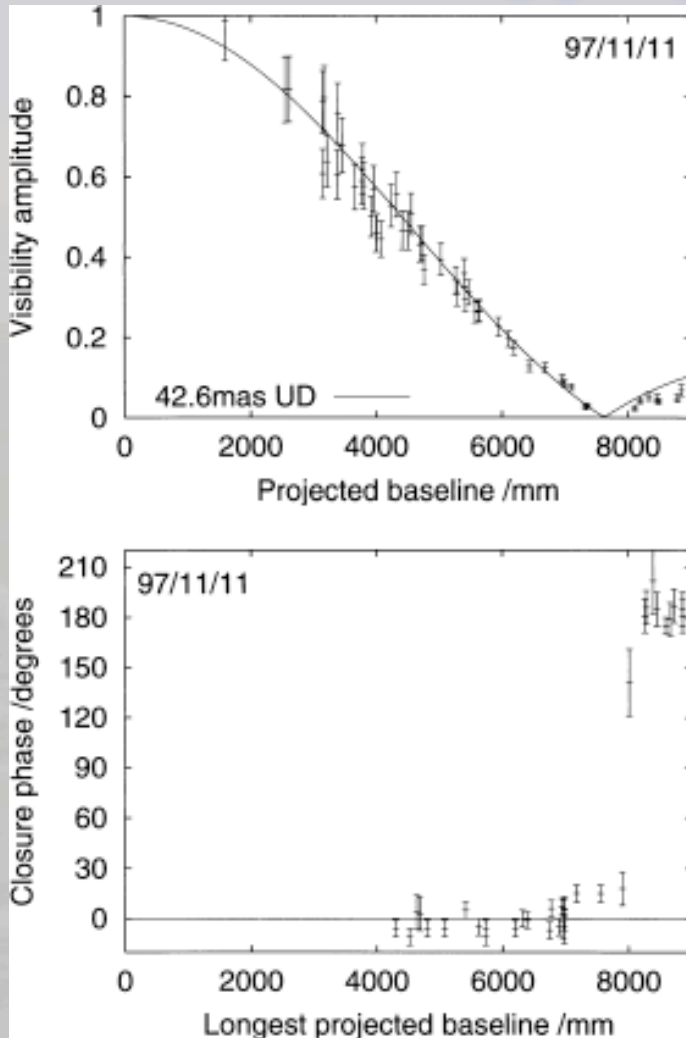 1
97/11/11
0.8
0.6
0.4
0.2
0
Visibility amplitude
42.6mas UD
0 2000 4000 6000 8000
Projected baseline /mm
210
97/11/11
180
150
120
90
60
30
0
Closure phase /degrees
0 2000 4000 6000 8000
Longest projected baseline /mm